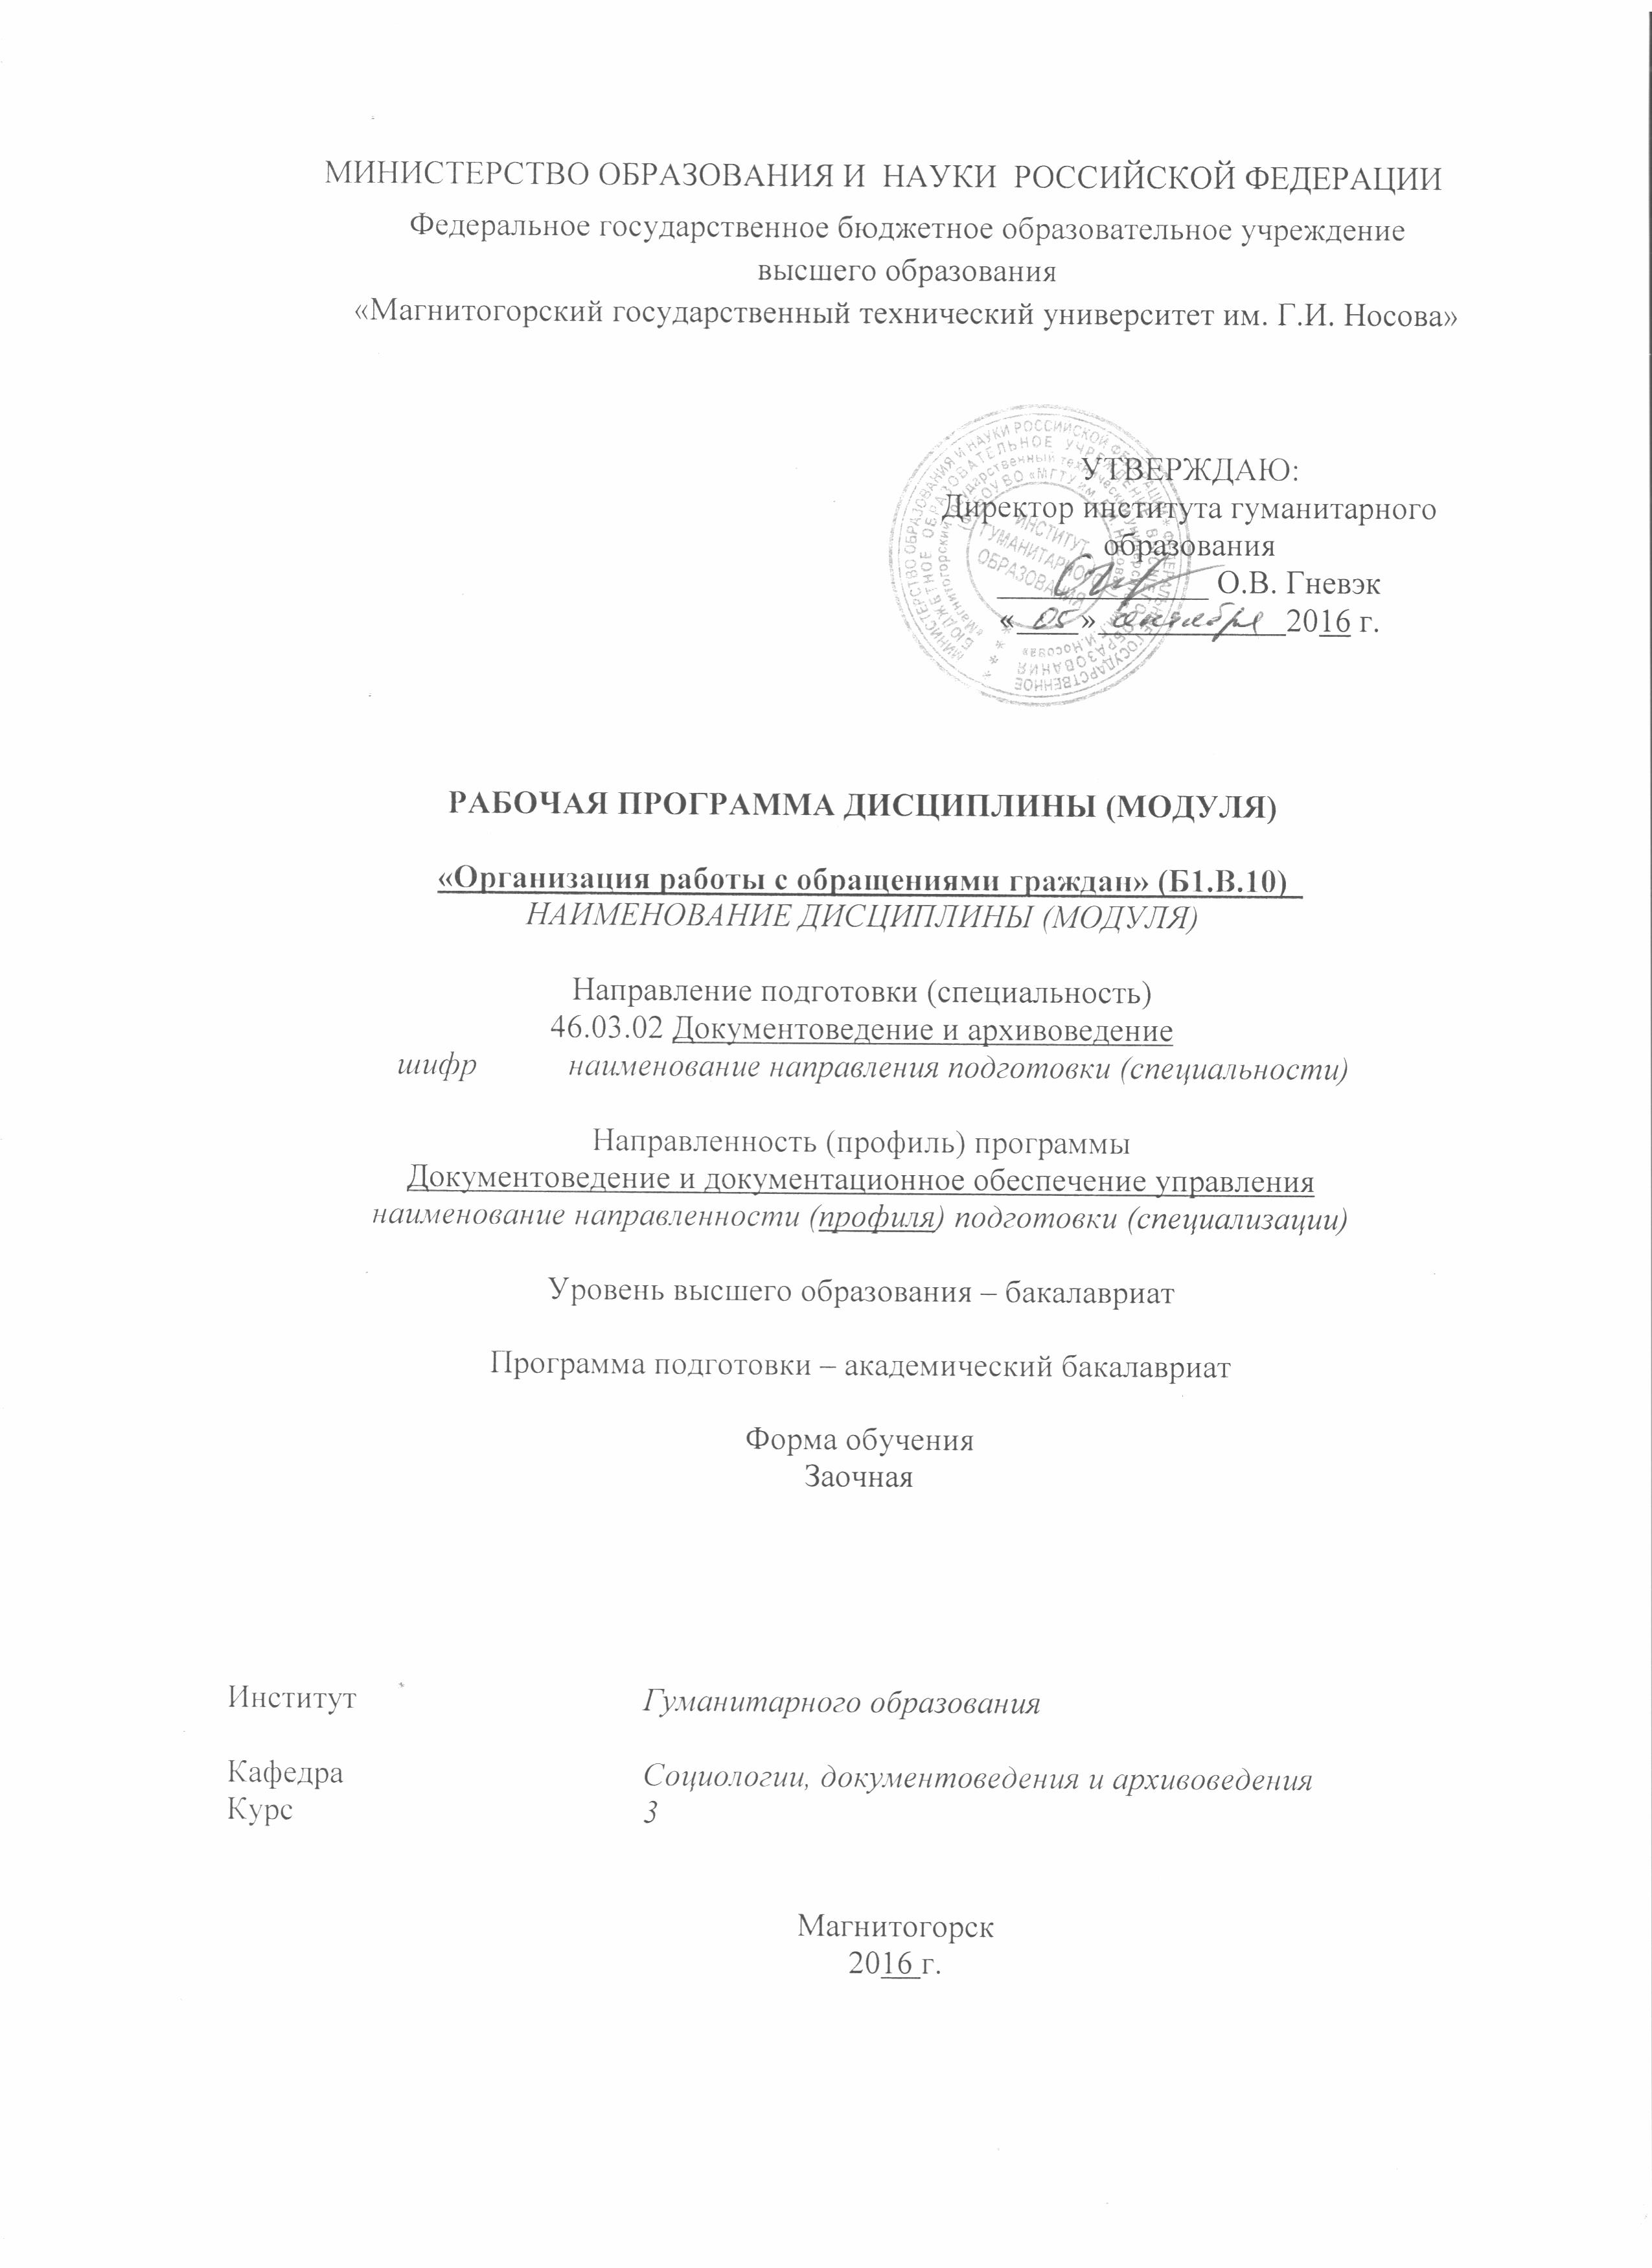 МИНИСТЕРСТВО ОБРАЗОВАНИЯ И НАУКИ РОССИЙСКОЙ ФЕДЕРАЦИИ
Федеральное государственное бюджетное образовательное учреждение
высшего образования
«Магнитогорский государственный технический университет им. Г.И. Носова»
УТВЕРЖДАЮ:
Директор института гуманитарного
образования
О.В. Гневэк
«05» сентября 2016 г.
ИНСТИТУТ
ГУМАНИТАРНОГО
ОБРАЗОВАНИЯ
РАБОЧАЯ ПРОГРАММА ДИСЦИПЛИНЫ (МОДУЛЯ)
«Организация работы с обращениями граждан» (Б1.В.10)
НАИМЕНОВАНИЕ ДИСЦИПЛИНЫ (МОДУЛЯ)
Направление подготовки (специальность)
46.03.02 Документоведение и архивоведение
шифр наименование направления подготовки (специальности)
Направленность (профиль) программы
Документоведение и документационное обеспечение управления
наименование направленности (профиля) подготовки (специализации)
Уровень высшего образования – бакалавриат
Программа подготовки – академический бакалавриат
Форма обучения
Заочная
Институт Гуманитарного образования
Кафедра Социологии, документоведения и архивоведения
Курс 3
Магнитогорск
2016 г.